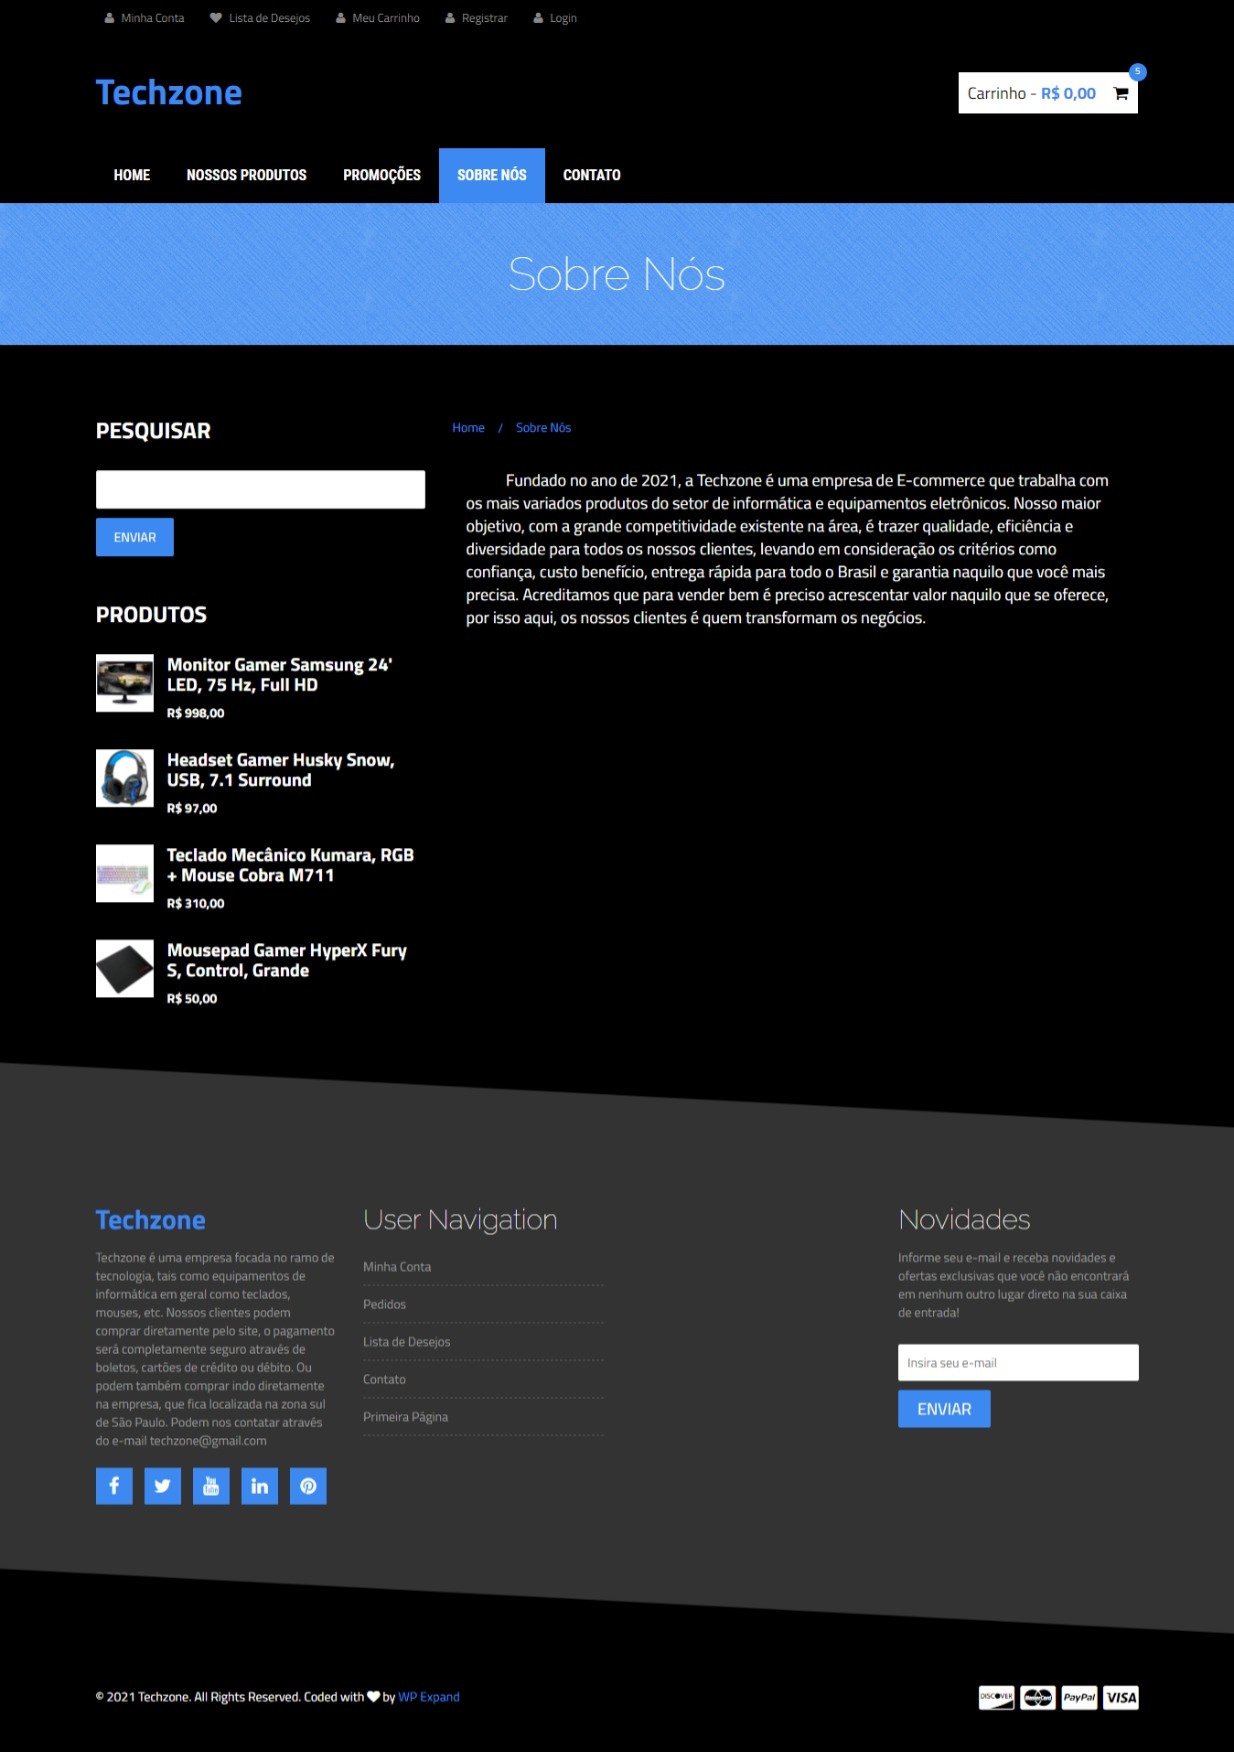 Minha Conta Lista de Desejos Meu Carrinho Registrar Login
Techzone
Carrinho - R$ 0,00
5
HOME NOSSOS PRODUTOS PROMOÇÕES SOBRE NÓS CONTATO
Sobre Nós
PESQUISAR
ENVIAR
PRODUTOS
Monitor Gamer Samsung 24'
LED, 75 Hz, Full HD
R$ 998,00
Headset Gamer Husky Snow,
USB, 7.1 Surround
R$ 97,00
Teclado Mecânico Kumara, RGB
+ Mouse Cobra M711
R$ 310,00
Mousepad Gamer HyperX Fury
S, Control, Grande
R$ 50,00
Home / Sobre Nós
Fundado no ano de 2021, a Techzone é uma empresa de E-commerce que trabalha com
os mais variados produtos do setor de informática e equipamentos eletrônicos. Nosso maior
objetivo, com a grande competitividade existente na área, é trazer qualidade, eficiência e
diversidade para todos os nossos clientes, levando em consideração os critérios como
confiança, custo benefício, entrega rápida para todo o Brasil e garantia naquilo que você mais
precisa. Acreditamos que para vender bem é preciso acrescentar valor naquilo que se oferece,
por isso aqui, os nossos clientes é quem transformam os negócios.
Techzone
Techzone é uma empresa focada no ramo de
tecnologia, tais como equipamentos de
informática em geral como teclados,
mouses, etc. Nossos clientes podem
comprar diretamente pelo site, o pagamento
será completamente seguro através de
boletos, cartões de crédito ou débito. Ou
podem também comprar indo diretamente
na empresa, que fica localizada na zona sul
de São Paulo. Podem nos contatar através
do e-mail techzone@gmail.com
User Navigation
Minha Conta
Pedidos
Lista de Desejos
Contato
Primeira Página
Novidades
Informe seu e-mail e receba novidades e
ofertas exclusivas que você não encontrará
em nenhum outro lugar direto na sua caixa
de entrada!
Insira seu e-mail
ENVIAR
© 2021 Techzone. All Rights Reserved. Coded with by WP Expand
DISCOVER MasterCard PayPal VISA